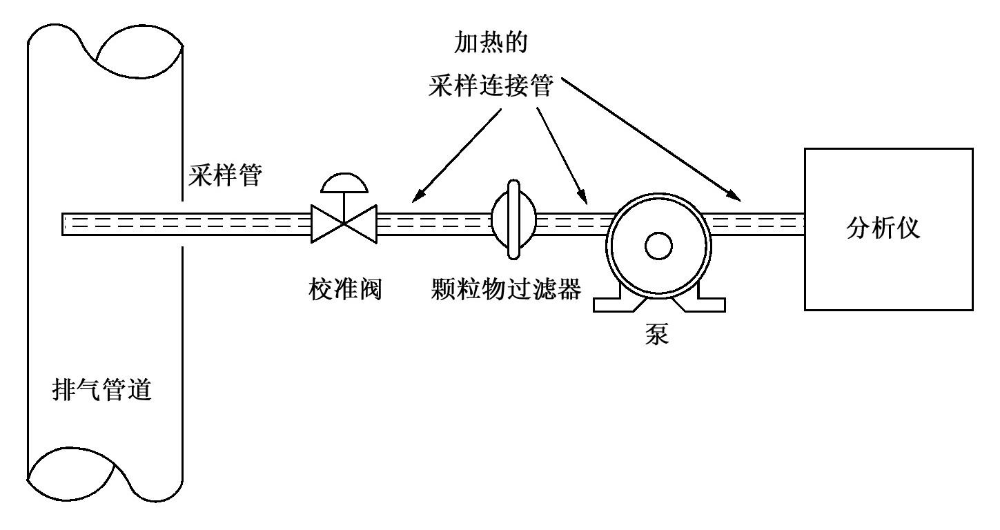 加热的
采样连接管
采样管
分析仪
校准阀
颗粒物过滤器
泵
排气管道